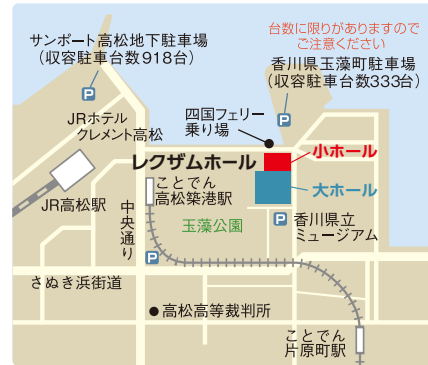 台数に限りがありますので
ご注意ください
サンポート高松地下駐車場
（収容駐車台数918台）
香川県玉藻町駐車場
（収容駐車台数333台）
P
P
JRホテル
クレメント高松
四国フェリー
乗り場
レクザムホール
小ホール
大ホール
ことでん
高松築港駅
JR高松駅
中央通り
玉藻公園
P
香川県立
ミュージアム
P
さぬき浜街道
高松高等裁判所
ことでん
片原町駅